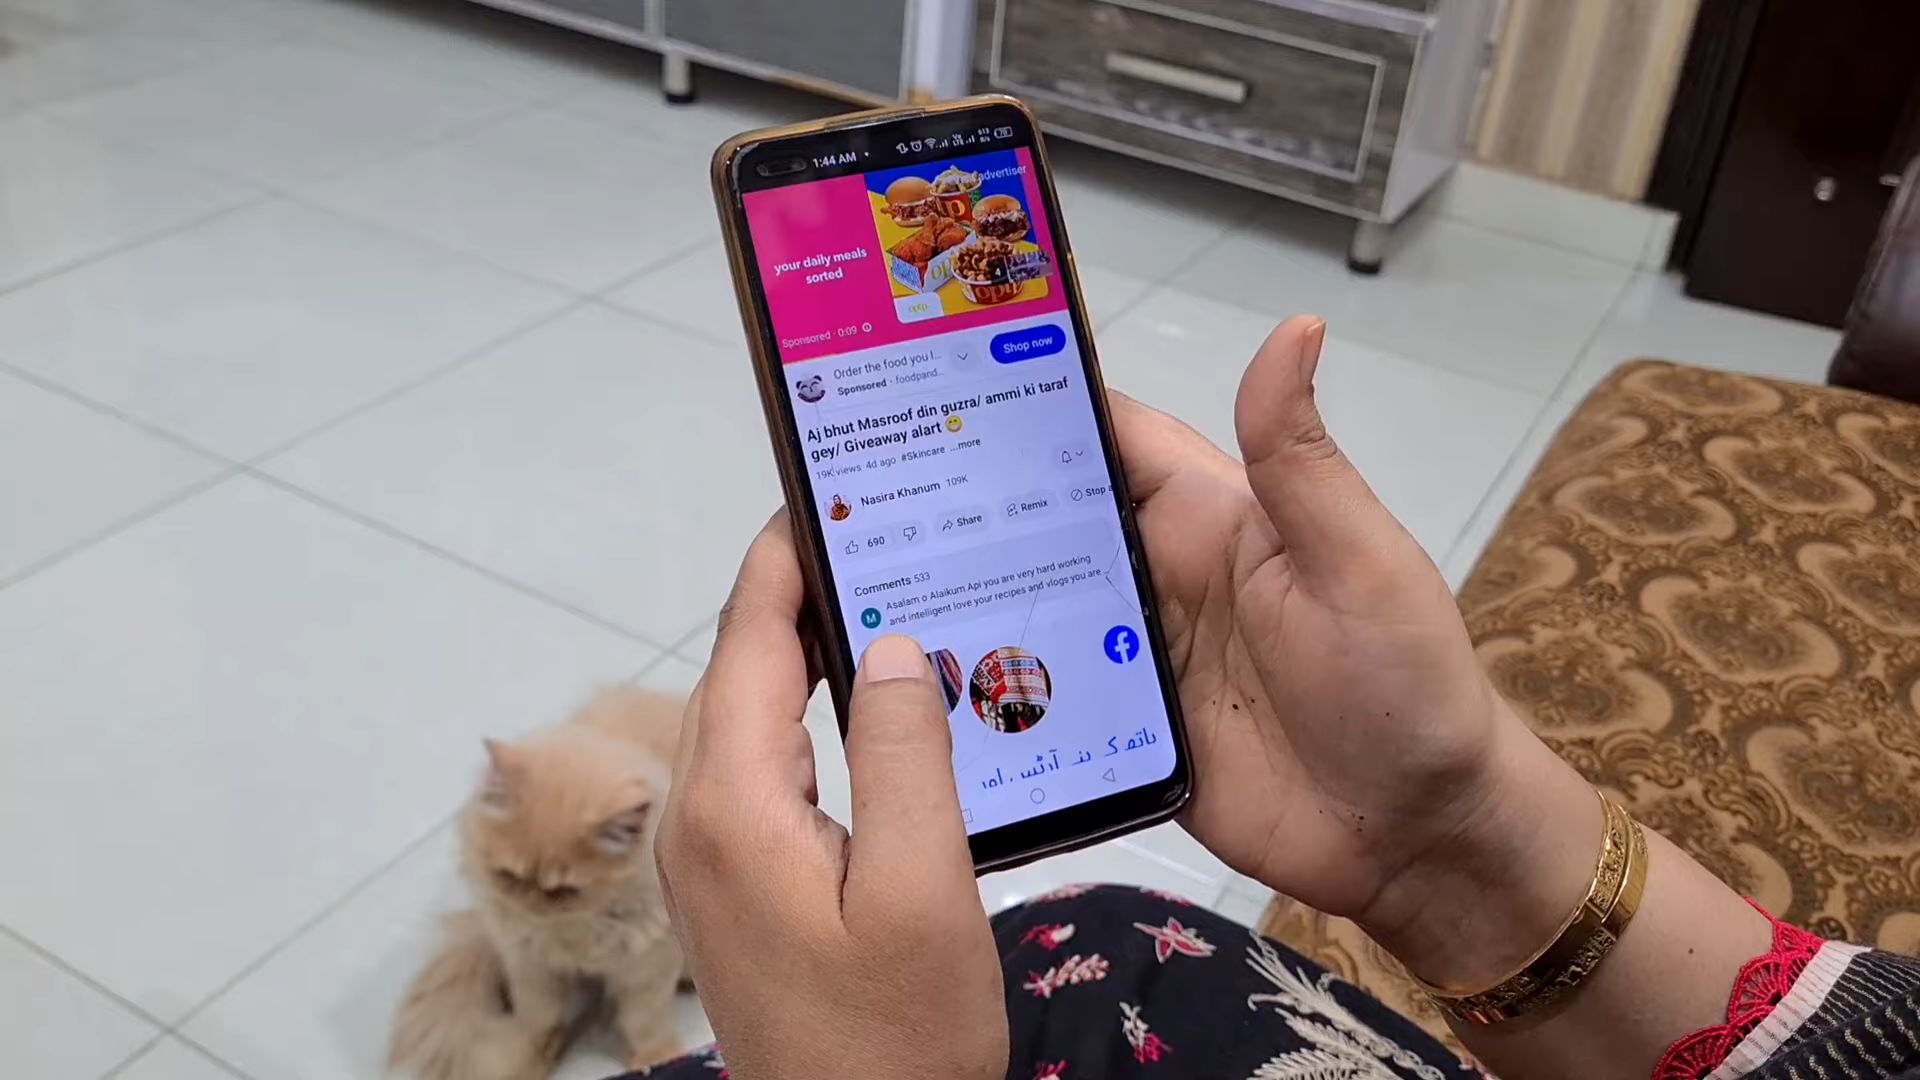 1:44 AM
advertiser
your daily meals
sorted
Sponsored · 0:09
Order the food you l...
Sponsored · foodpand...
Shop now
Aj bhut Masroof din guzra/ ammi ki taraf
gey/ Giveaway alart 😁
19K views 4d ago #Skincare ...more
Nasira Khanum 109K
690
Share
Remix
Stop a
Comments 533
M
Asalam o Alaikum Api you are very hard working
and intelligent love your recipes and vlogs you are ...